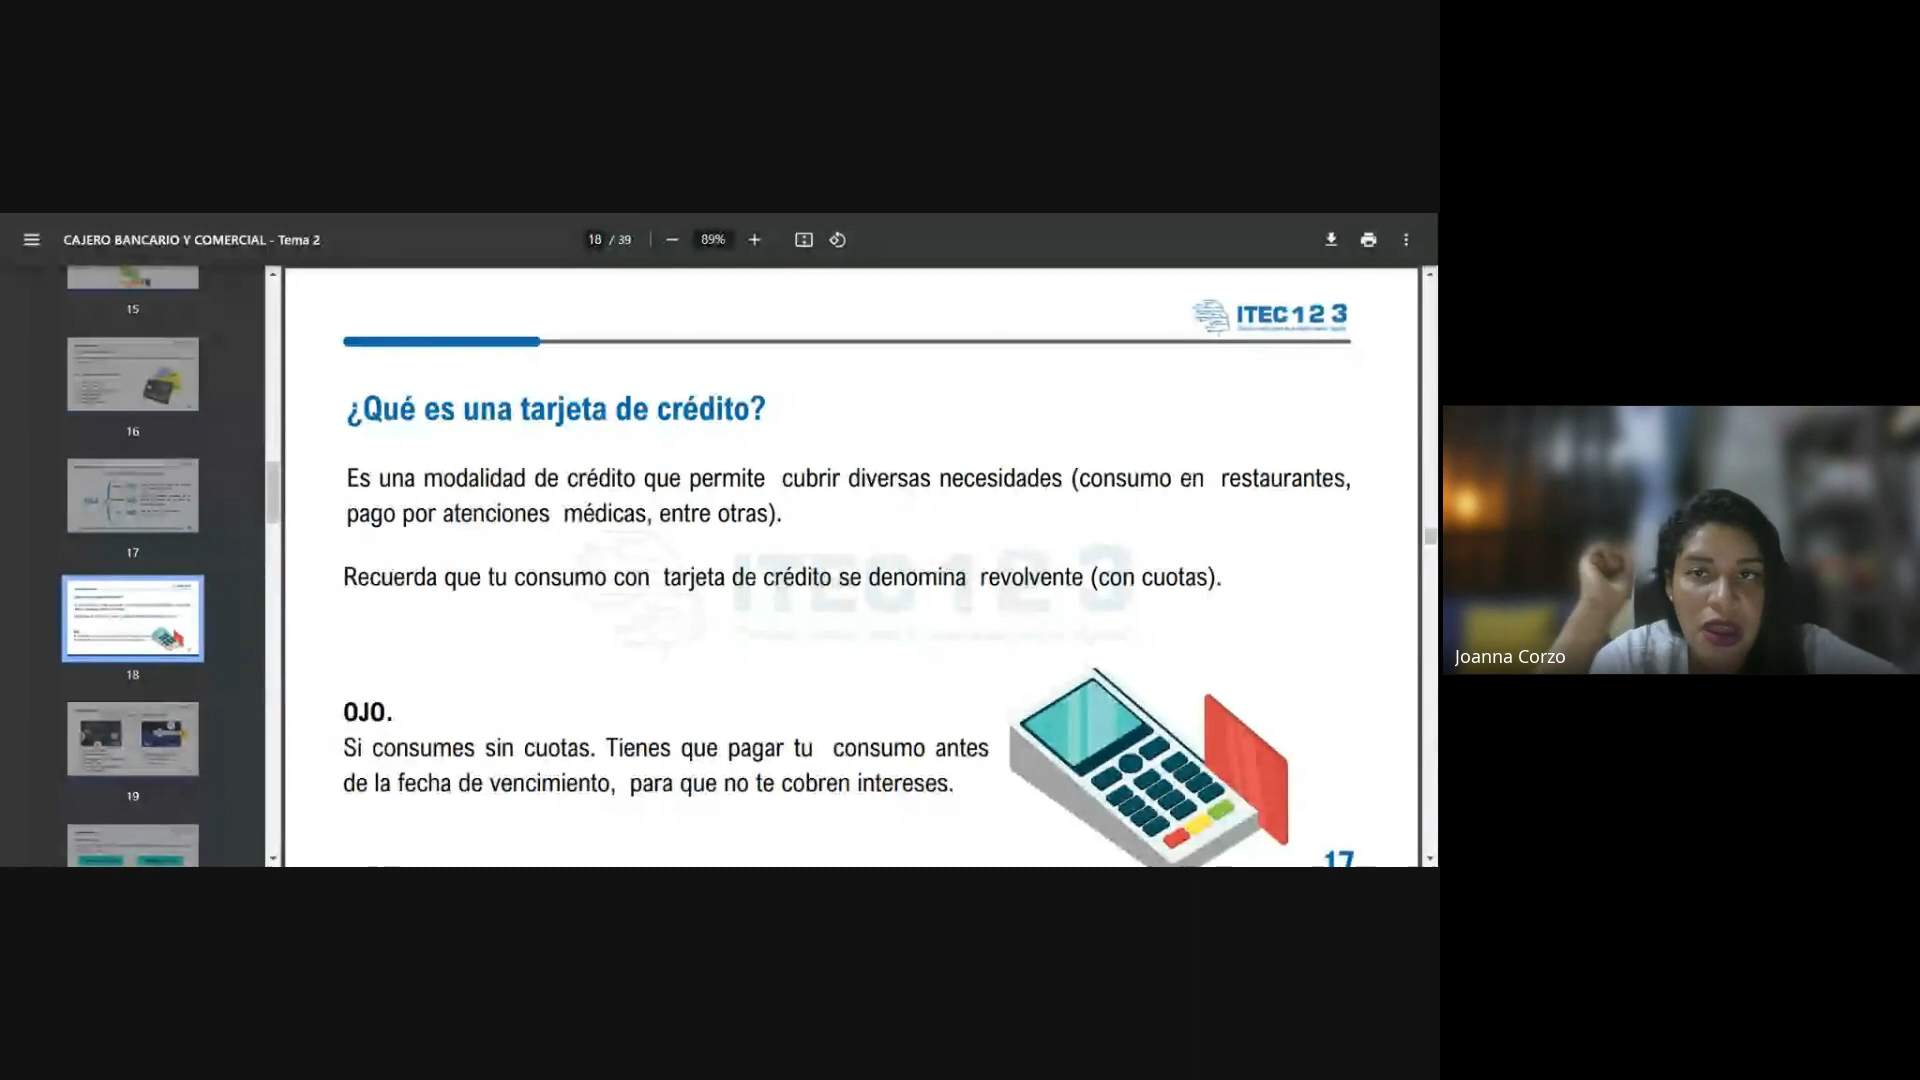 CAJERO BANCARIO Y COMERCIAL - Tema 2
18 / 39
89%
15
16
17
18
19
ITEC 1 2 3
¿Qué es una tarjeta de crédito?
Es una modalidad de crédito que permite cubrir diversas necesidades (consumo en restaurantes,
pago por atenciones médicas, entre otras).
Recuerda que tu consumo con tarjeta de crédito se denomina revolvente (con cuotas).
ITEC 1 2 3
OJO.
Si consumes sin cuotas. Tienes que pagar tu consumo antes
de la fecha de vencimiento, para que no te cobren intereses.
17
Joanna Corzo